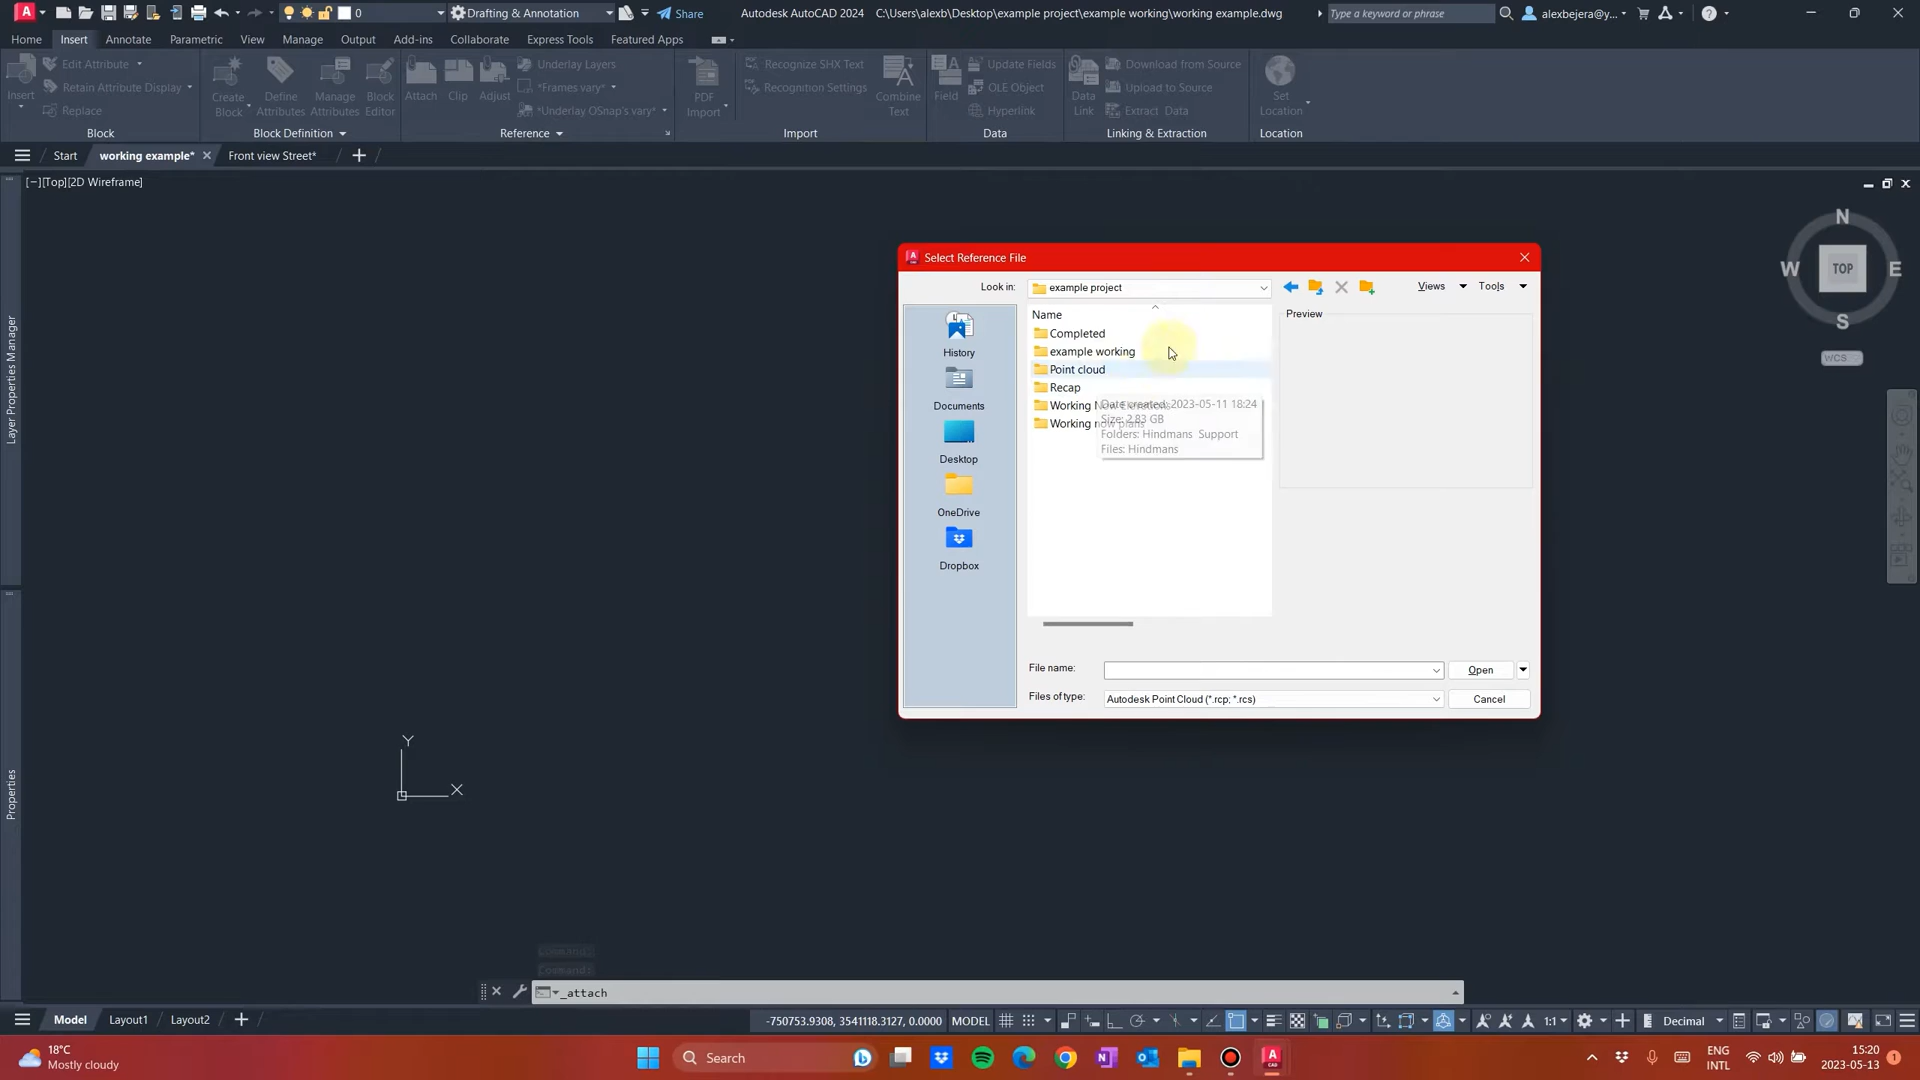 0
Drafting & Annotation
Share
Autodesk AutoCAD 2024 C:\Users\alexb\Desktop\example project\example working\working example.dwg
Type a keyword or phrase
alexbejera@y...
Home Insert Annotate Parametric View Manage Output Add-ins Collaborate Express Tools Featured Apps
Insert
Edit Attribute
Retain Attribute Display
Replace
Block
Create Block
Define Attributes
Manage Attributes
Block Editor
Block Definition
Attach
Clip
Adjust
Underlay Layers
*Frames vary*
*Underlay OSnap's vary*
Reference
PDF Import
Recognize SHX Text
Recognition Settings
Combine Text
Import
Field
Update Fields
OLE Object
Hyperlink
Data
Data Link
Download from Source
Upload to Source
Extract Data
Linking & Extraction
Set Location
Location
Start
working example*
Front view Street*
[−][Top][2D Wireframe]
Layer Properties Manager
Properties
N
W
TOP
E
S
WCS
Select Reference File
Look in:
example project
Views
Tools
Name
Preview
Completed
example working
Point cloud
Recap
Date created: 2023-05-11 18:24
Size: 2.83 GB
Folders: Hindmans Support
Files: Hindmans
Working
Working
History
Documents
Desktop
OneDrive
Dropbox
File name:
Open
Files of type:
Autodesk Point Cloud (*.rcp; *.rcs)
Cancel
Y
X
Command:
Command:
_attach
Model Layout1 Layout2
-750753.9308, 3541118.3127, 0.0000 MODEL
1:1
Decimal
18°C
Mostly cloudy
Search
ENG
INTL
15:20
2023-05-13
1